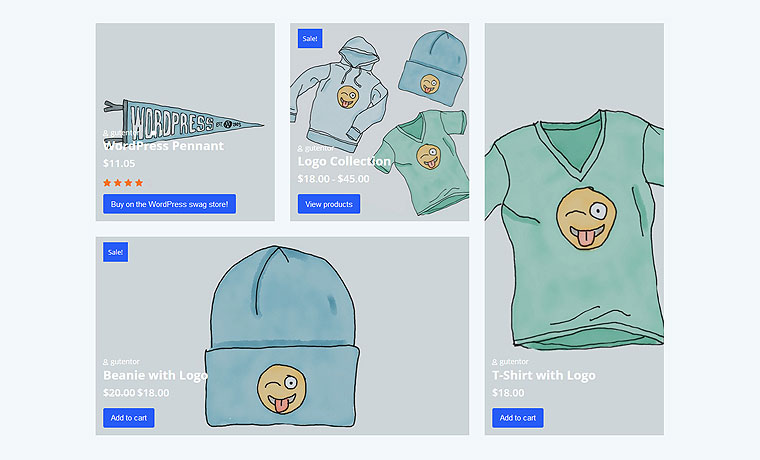 WORDPRESS
gutentor
WordPress Pennant
$11.05
Buy on the WordPress swag store!
Sale!
gutentor
Logo Collection
$18.00 - $45.00
View products
Sale!
gutentor
Beanie with Logo
$20.00 $18.00
Add to cart
gutentor
T-Shirt with Logo
$18.00
Add to cart